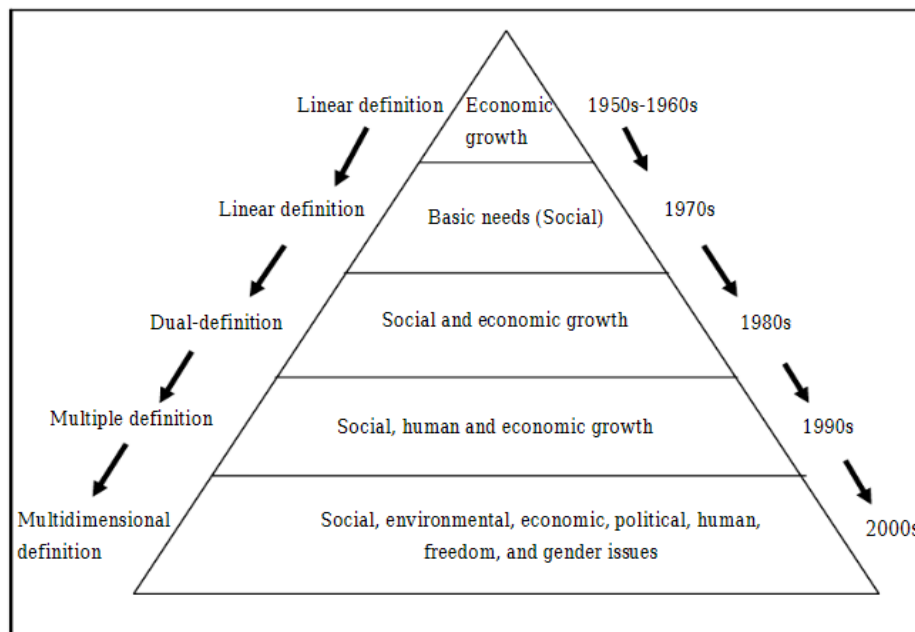 Linear definition
Economic
growth
1950s-1960s
Linear definition
Basic needs (Social)
1970s
Dual-definition
Social and economic growth
1980s
Multiple definition
Social, human and economic growth
1990s
Multidimensional
definition
Social, environmental, economic, political, human,
freedom, and gender issues
2000s